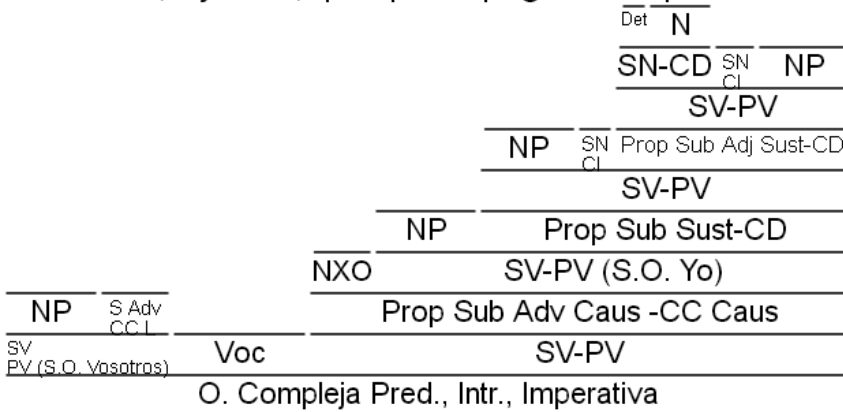 Det N
SN-CD SN CI NP
SV-PV
NP SN CI Prop Sub Adj Sust-CD
SV-PV
NP Prop Sub Sust-CD
NXO SV-PV (S.O. Yo)
NP S Adv CC L Prop Sub Adv Caus -CC Caus
SV PV (S.O. Vosotros) Voc SV-PV
O. Compleja Pred., Intr., Imperativa